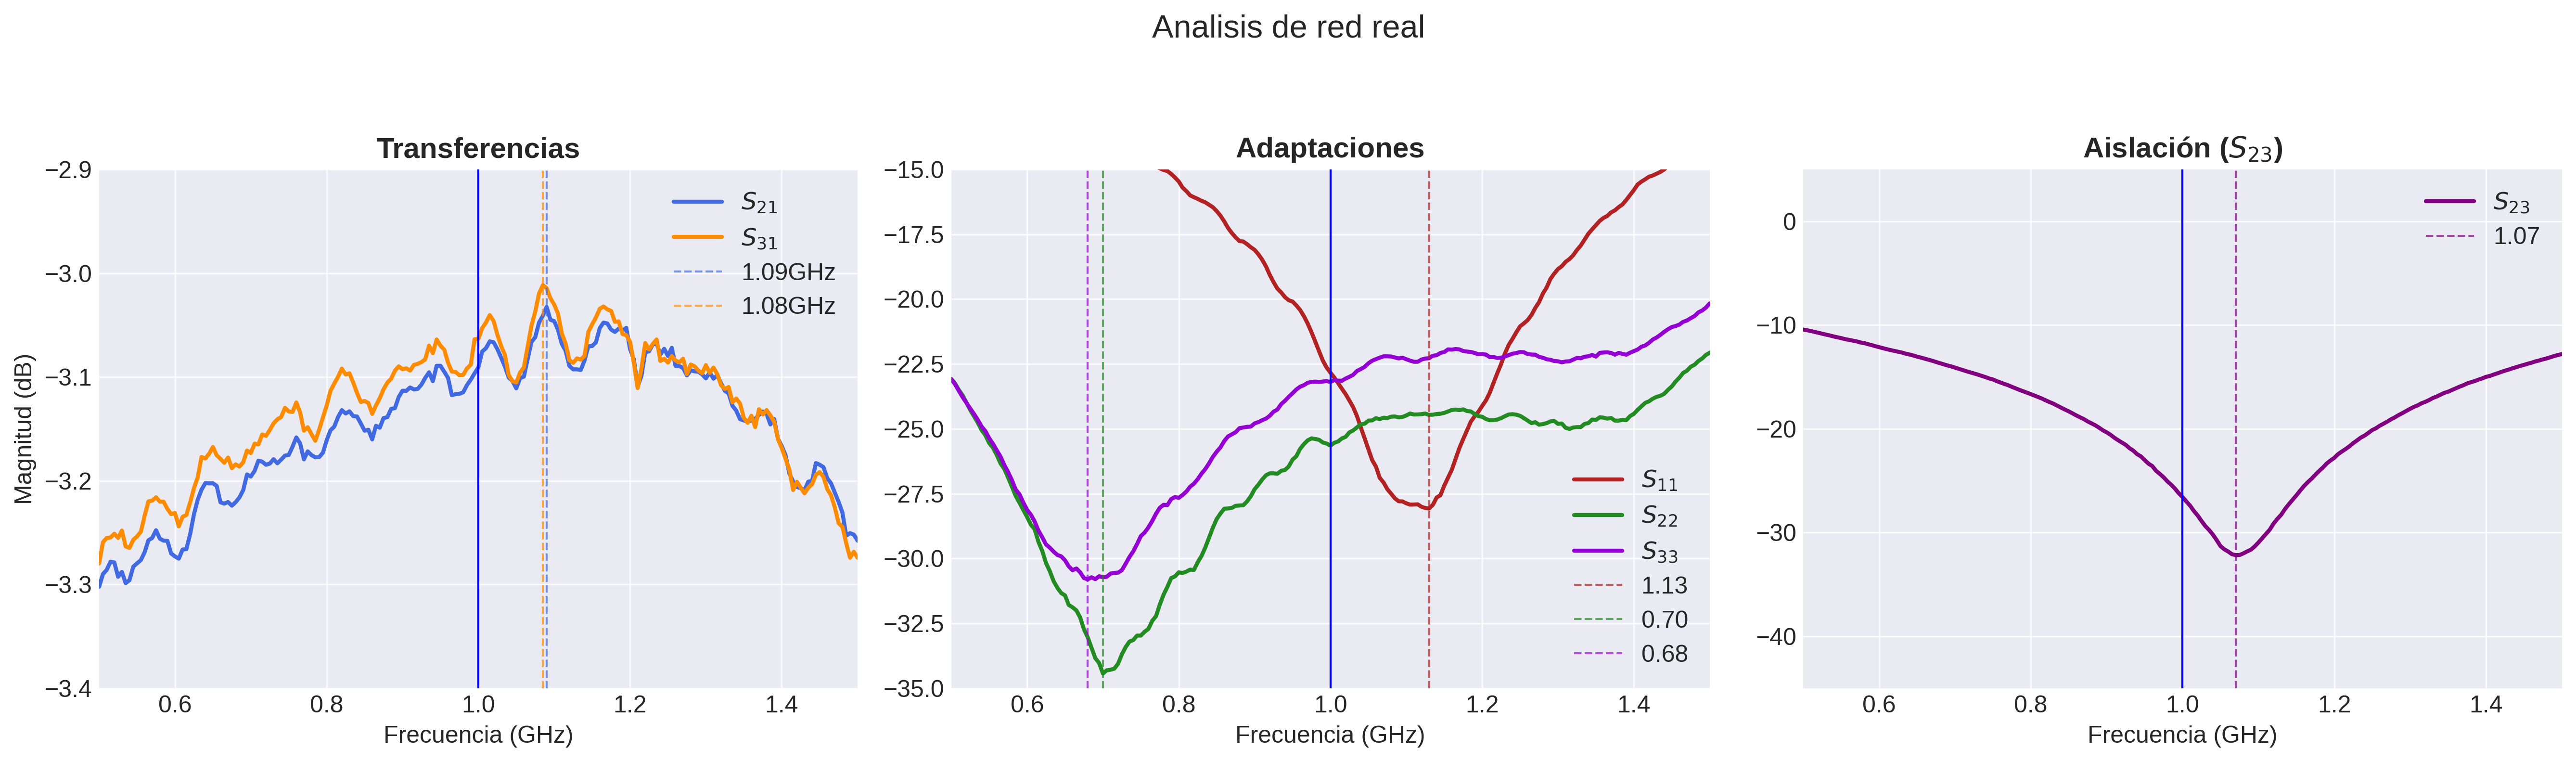 Analisis de red real
Transferencias
−2.9
−3.0
−3.1
−3.2
−3.3
−3.4
Magnitud (dB)
0.6 0.8 1.0 1.2 1.4
Frecuencia (GHz)
S21
S31
1.09GHz
1.08GHz
Adaptaciones
−15.0
−17.5
−20.0
−22.5
−25.0
−27.5
−30.0
−32.5
−35.0
0.6 0.8 1.0 1.2 1.4
Frecuencia (GHz)
S11
S22
S33
1.13
0.70
0.68
Aislación (S23)
0
−10
−20
−30
−40
0.6 0.8 1.0 1.2 1.4
Frecuencia (GHz)
S23
1.07